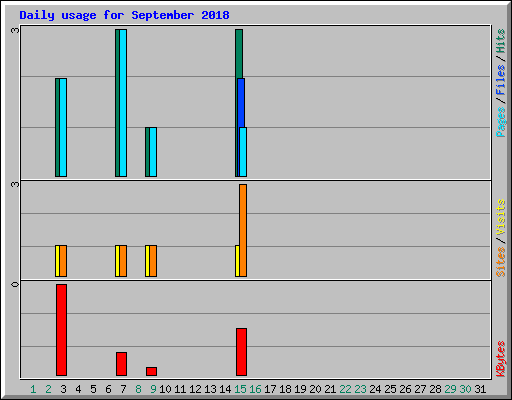 Daily usage for September 2018
3
Pages/Files/Hits
3
Sites/Visits
0
KBytes
1 2 3 4 5 6 7 8 9 10 11 12 13 14 15 16 17 18 19 20 21 22 23 24 25 26 27 28 29 30 31